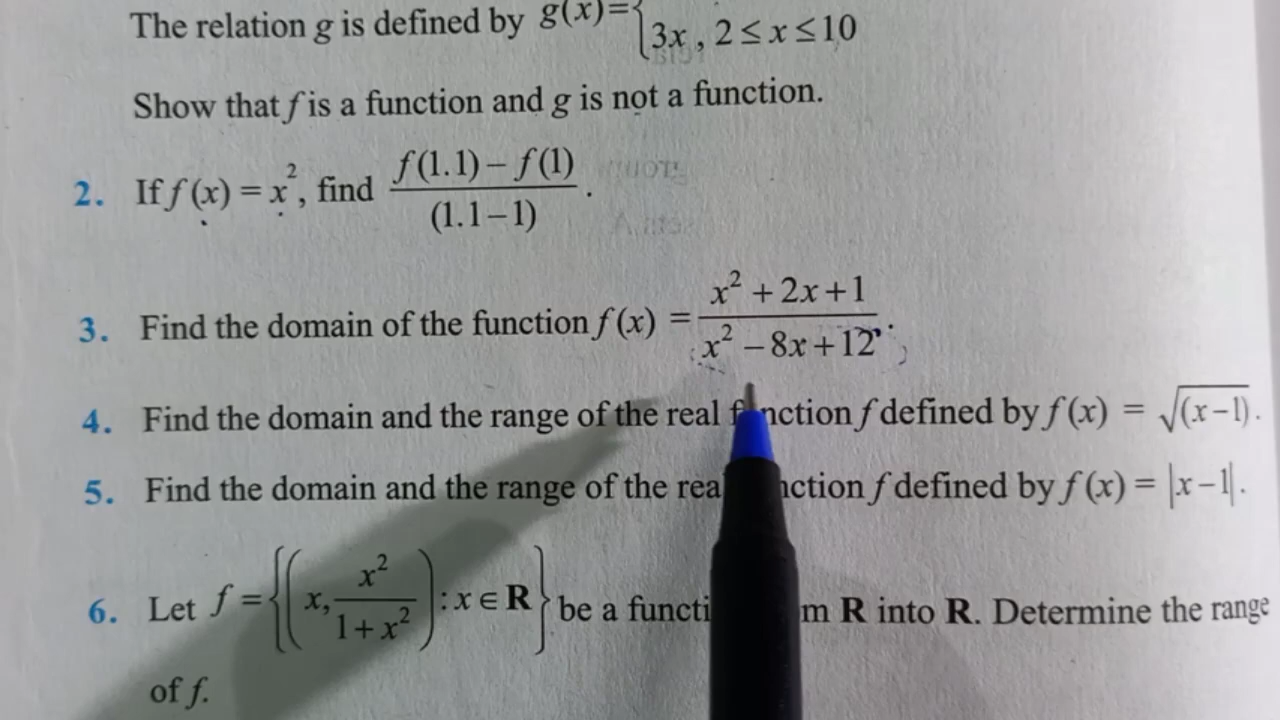 The relation g is defined by g(x)={3x , 2 ≤ x ≤ 10
Show that f is a function and g is not a function.
2. If f (x) = x², find (f (1.1) – f (1))/((1.1–1)).
3. Find the domain of the function f (x) = (x² + 2x + 1)/(x² – 8x + 12).
4. Find the domain and the range of the real f nction f defined by f (x) = √(x–1).
5. Find the domain and the range of the rea nction f defined by f (x) = |x–1|.
6. Let f = {(x, x²/(1+x²)) : x ∈ R} be a functi m R into R. Determine the range
of f.